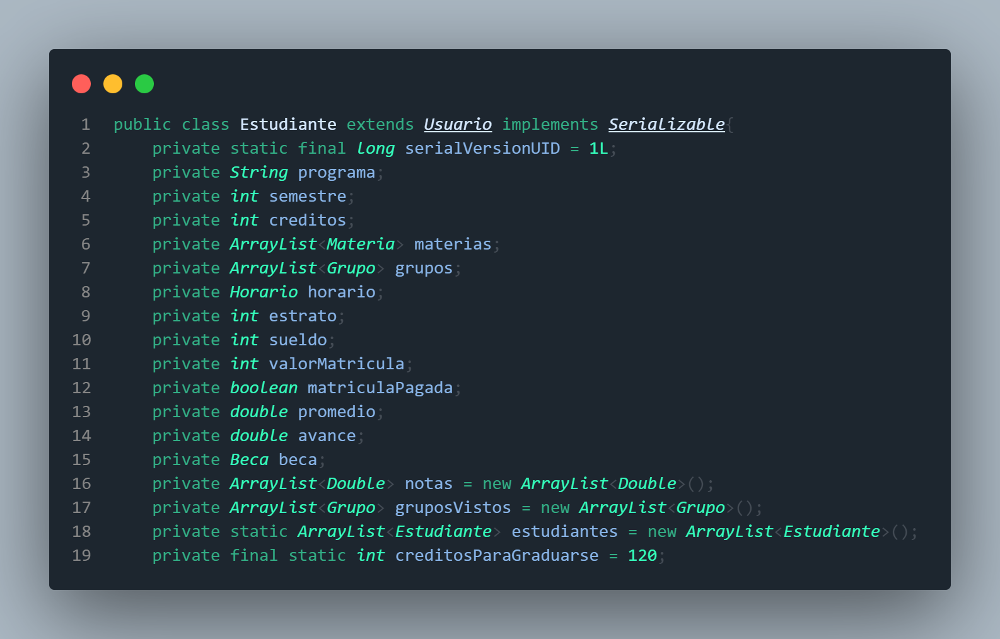 1 public class Estudiante extends Usuario implements Serializable{
2 private static final long serialVersionUID = 1L;
3 private String programa;
4 private int semestre;
5 private int creditos;
6 private ArrayList<Materia> materias;
7 private ArrayList<Grupo> grupos;
8 private Horario horario;
9 private int estrato;
10 private int sueldo;
11 private int valorMatricula;
12 private boolean matriculaPagada;
13 private double promedio;
14 private double avance;
15 private Beca beca;
16 private ArrayList<Double> notas = new ArrayList<Double>();
17 private ArrayList<Grupo> gruposVistos = new ArrayList<Grupo>();
18 private static ArrayList<Estudiante> estudiantes = new ArrayList<Estudiante>();
19 private final static int creditosParaGraduarse = 120;